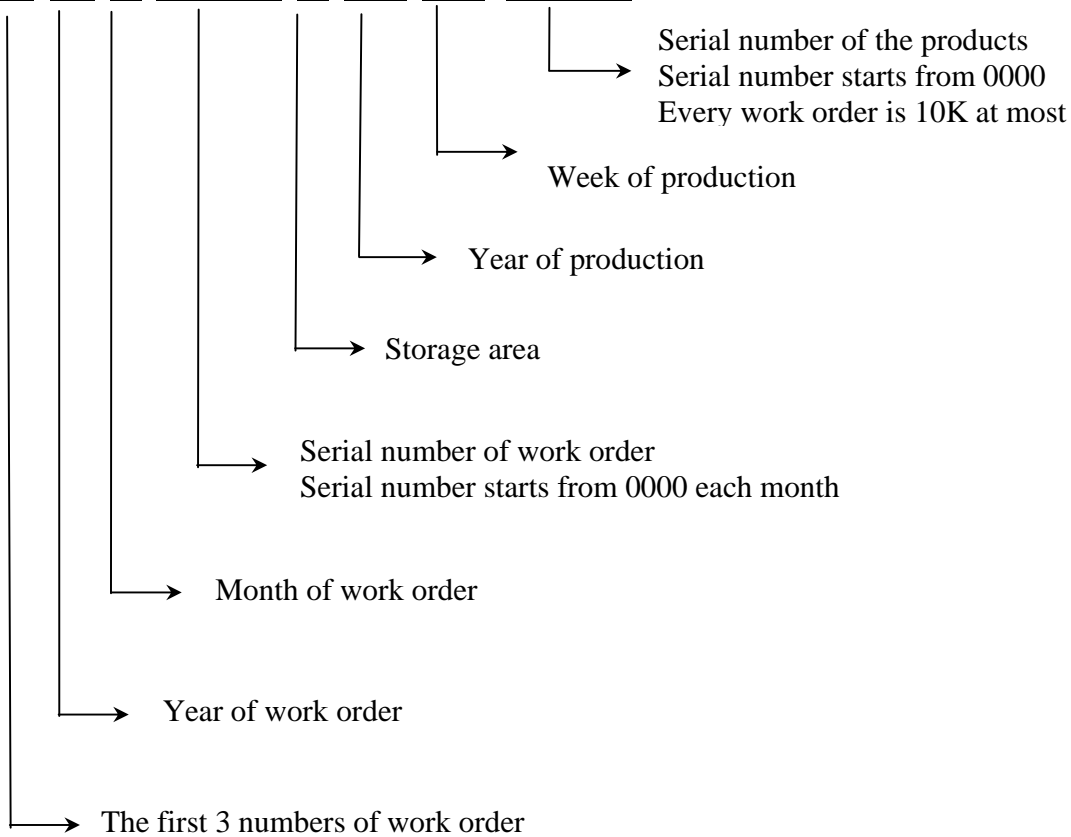 Serial number of the products
Serial number starts from 0000
Every work order is 10K at most
Week of production
Year of production
Storage area
Serial number of work order
Serial number starts from 0000 each month
Month of work order
Year of work order
The first 3 numbers of work order